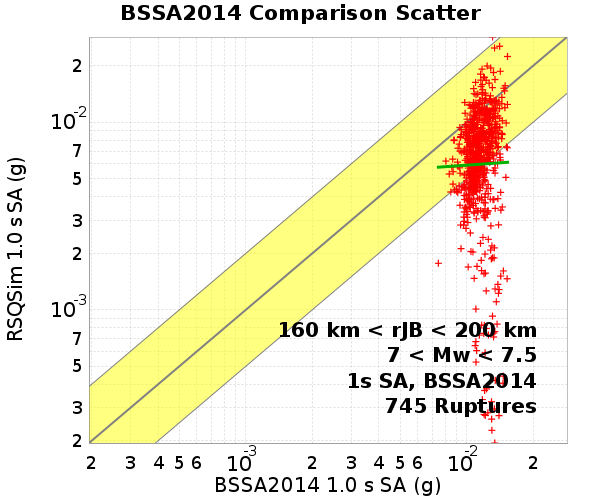 BSSA2014 Comparison Scatter
RSQSim 1.0 s SA (g)
2
10-2
7
5
3
2
10-3
7
5
3
2
160 km < rJB < 200 km
7 < Mw < 7.5
1s SA, BSSA2014
745 Ruptures
2 3 4 5 6 10-3 2 3 4 5 6 10-2 2
BSSA2014 1.0 s SA (g)